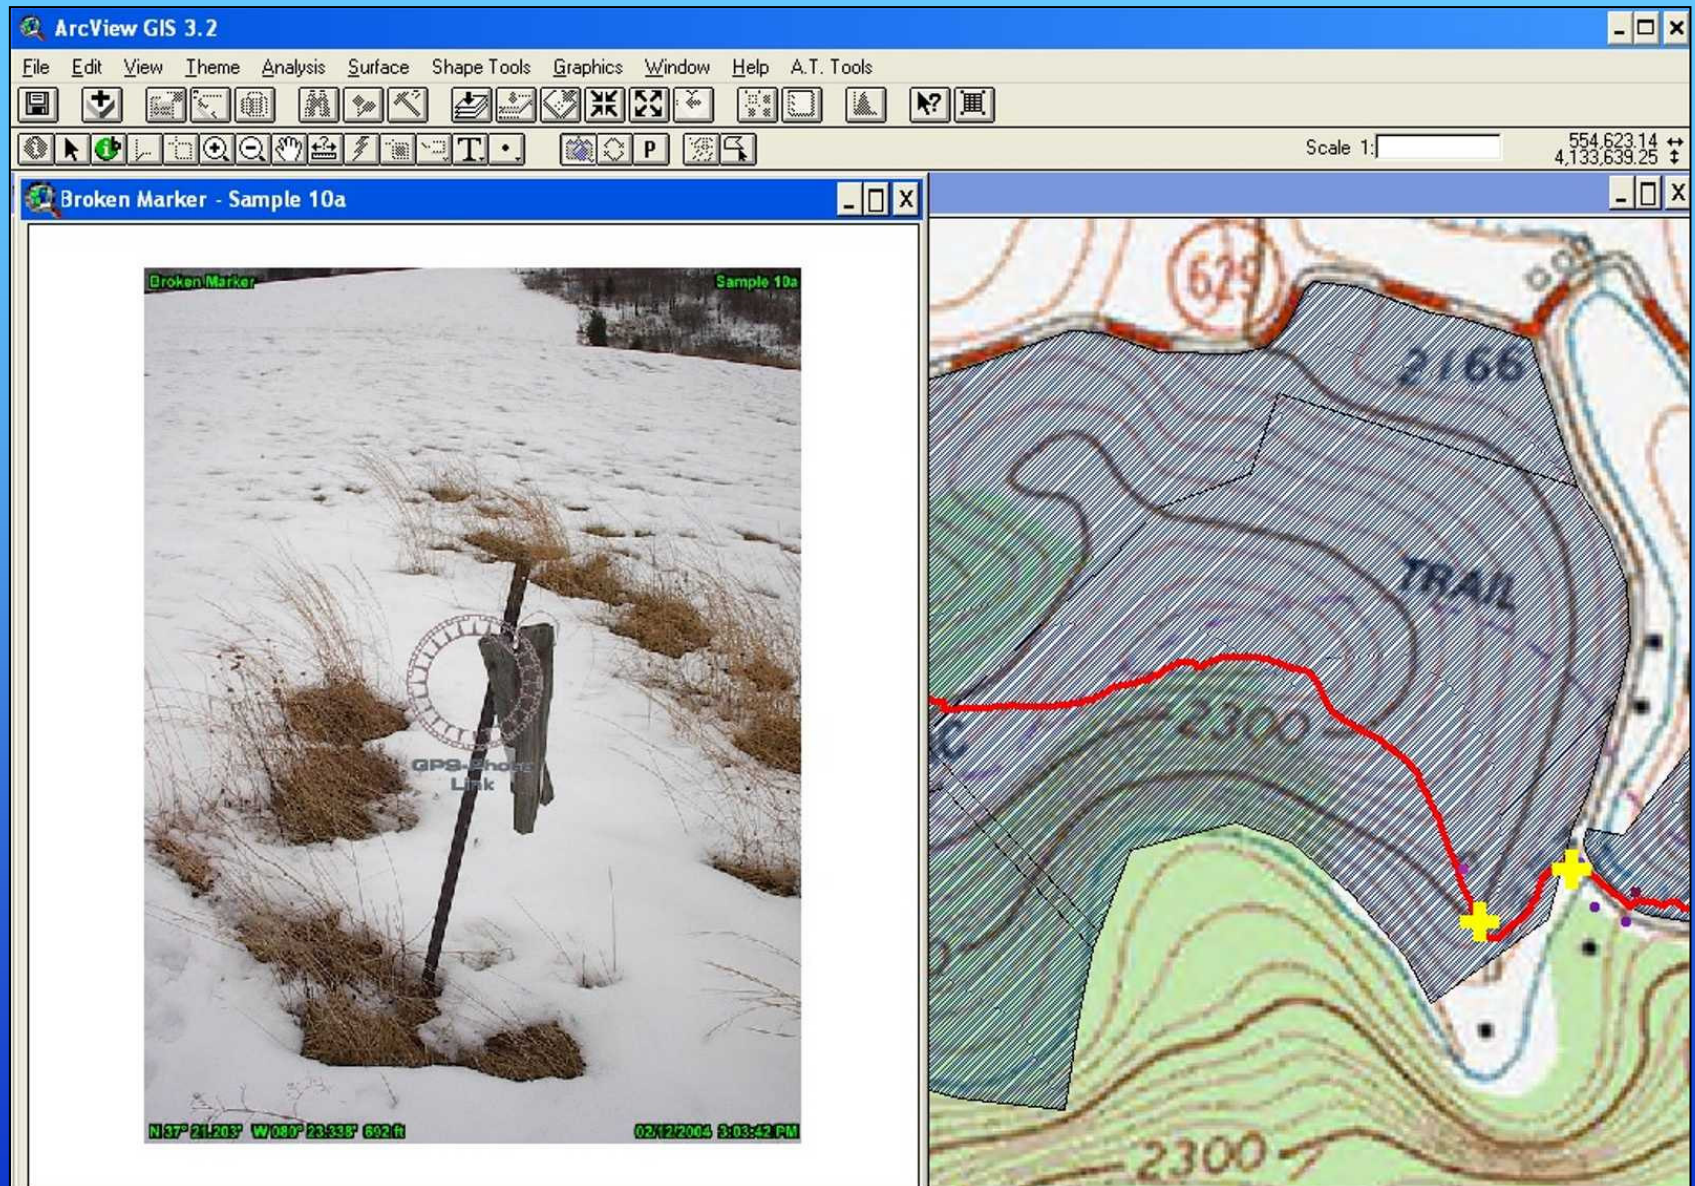 ArcView GIS 3.2
File Edit View Theme Analysis Surface Shape Tools Graphics Window Help A.T. Tools
T P
Scale 1:
554,623.14
4,133,639.25
Broken Marker - Sample 10a
Broken Marker
Sample 10a
GPS-Photo
Link
N 37° 21.203' W 080° 23.338' 692 ft
02/12/2004 3:03:42 PM
629
2166
TRAIL
2300
C
2300